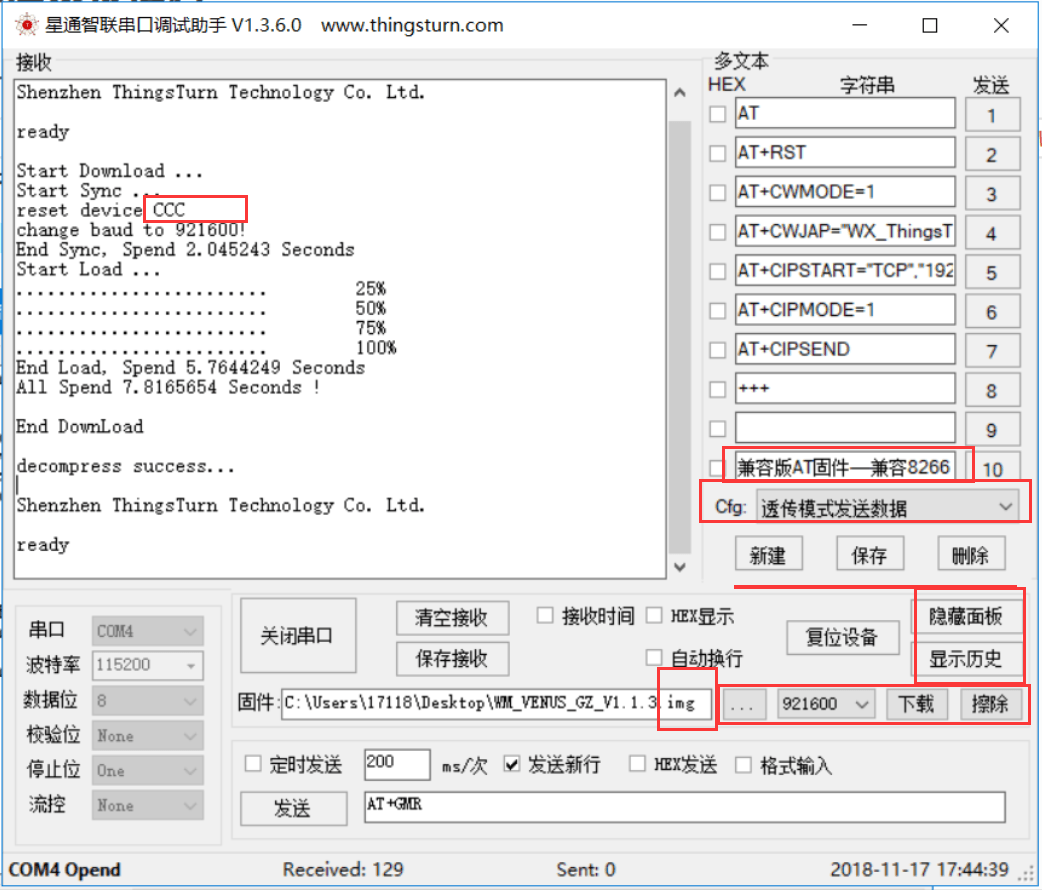 星通智联串口调试助手 V1.3.6.0 www.thingsturn.com
接收
Shenzhen ThingsTurn Technology Co. Ltd.
ready
Start Download ...
Start Sync ...
reset device CCC
change baud to 921600!
End Sync, Spend 2.045243 Seconds
Start Load ...
........................ 25%
........................ 50%
........................ 75%
........................ 100%
End Load, Spend 5.7644249 Seconds
All Spend 7.8165654 Seconds !
End DownLoad
decompress success...
Shenzhen ThingsTurn Technology Co. Ltd.
ready
多文本
HEX 字符串 发送
AT 1
AT+RST 2
AT+CWMODE=1 3
AT+CWJAP="WX_ThingsT 4
AT+CIPSTART="TCP","192 5
AT+CIPMODE=1 6
AT+CIPSEND 7
+++ 8
9
兼容版AT固件—兼容8266 10
Cfg: 透传模式发送数据
新建 保存 删除
串口 COM4
波特率 115200
数据位 8
校验位 None
停止位 One
流控 None
关闭串口 清空接收 接收时间 HEX显示 复位设备 隐藏面板
保存接收 自动换行 显示历史
固件: C:\Users\17118\Desktop\WM_VENUS_GZ_V1.1.3.img ... 921600 下载 擦除
定时发送 200 ms/次 发送新行 HEX发送 格式输入
发送 AT+GMR
COM4 Opend Received: 129 Sent: 0 2018-11-17 17:44:39